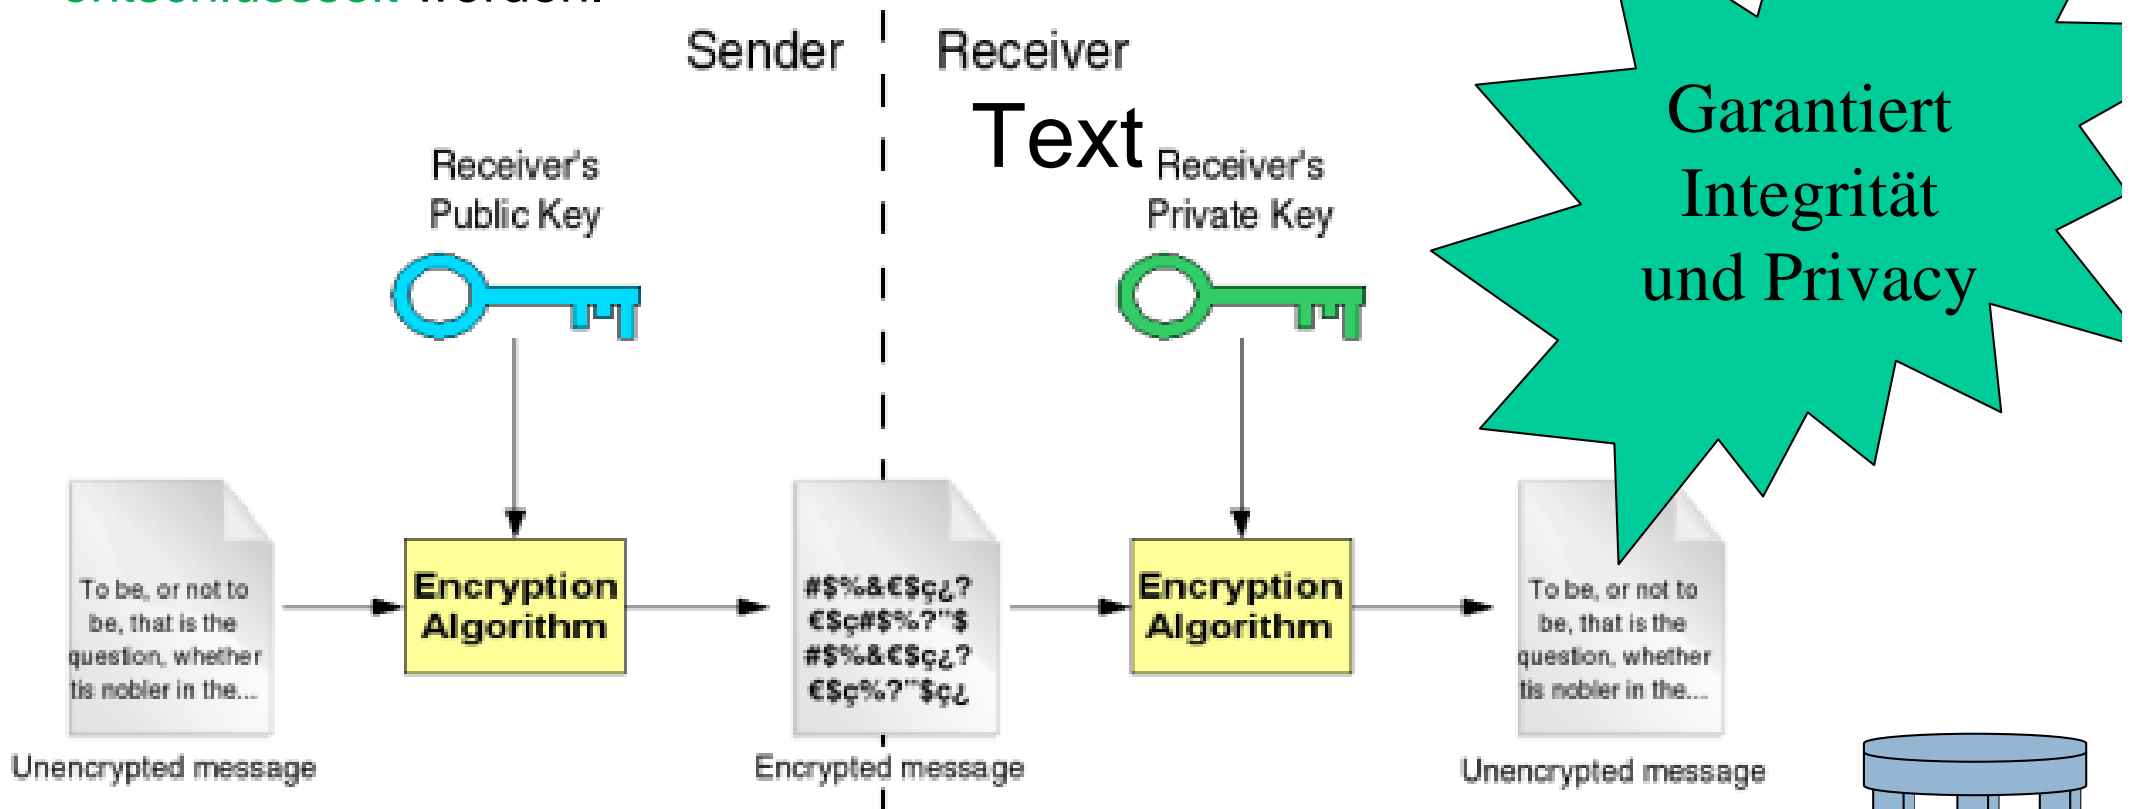 entschlüsselt werden.
Sender
Receiver
Text
Receiver's
Public Key
Receiver's
Private Key
Garantiert
Integrität
und Privacy
To be, or not to
be, that is the
question, whether
tis nobler in the...
Encryption
Algorithm
#$%&€$ç¿?
€$ç#$%?"$
#$%&€$ç¿?
€$ç%?"$ç¿
Encryption
Algorithm
To be, or not to
be, that is the
question, whether
tis nobler in the...
Unencrypted message
Encrypted message
Unencrypted message